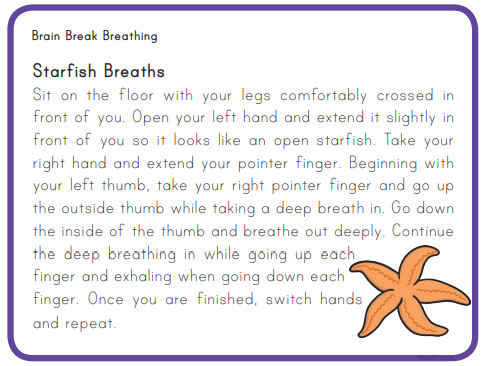 Brain Break Breathing
Starfish Breaths
Sit on the floor with your legs comfortably crossed in
front of you. Open your left hand and extend it slightly in
front of you so it looks like an open starfish. Take your
right hand and extend your pointer finger. Beginning with
your left thumb, take your right pointer finger and go up
the outside thumb while taking a deep breath in. Go down
the inside of the thumb and breathe out deeply. Continue
the deep breathing in while going up each
finger and exhaling when going down each
finger. Once you are finished, switch hands
and repeat.